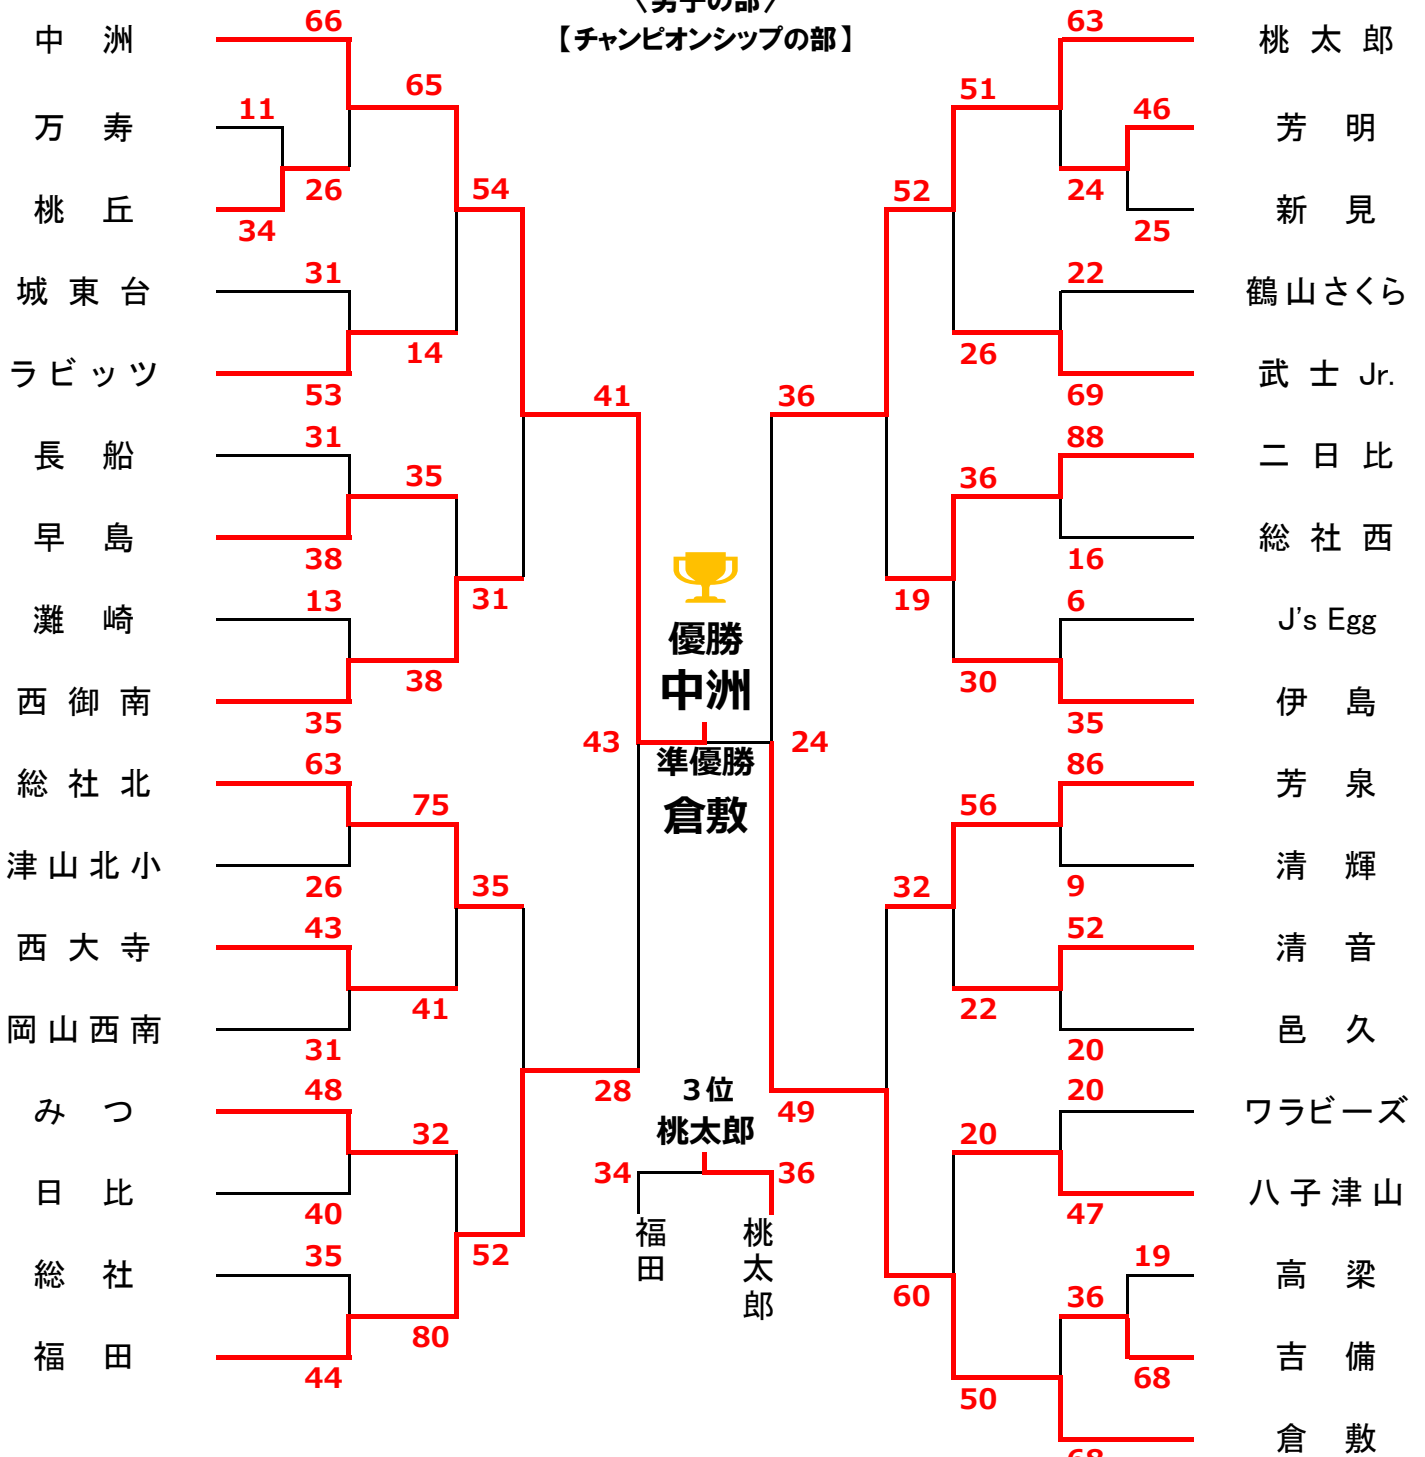 〈男子の部〉
【チャンピオンシップの部】
中洲
66
65
11
万寿
26
54
桃丘
34
31
城東台
14
ラビッツ
53
41
31
長船
35
早島
38
31
13
灘崎
38
西御南
35
43
63
総社北
75
津山北小
26
35
43
西大寺
41
岡山西南
31
28
48
みつ
32
日比
40
52
35
総社
80
福田
44
優勝
中洲
準優勝
倉敷
3位
桃太郎
34
36
福田
桃太郎
63
桃太郎
51
46
芳明
24
52
新見
25
22
鶴山さくら
26
武士Jr.
69
36
88
二日比
36
総社西
16
19
6
J's Egg
30
伊島
35
24
86
芳泉
56
清輝
9
32
52
清音
22
邑久
20
49
20
ワラビーズ
20
八子津山
47
60
19
高梁
36
吉備
68
50
倉敷
68